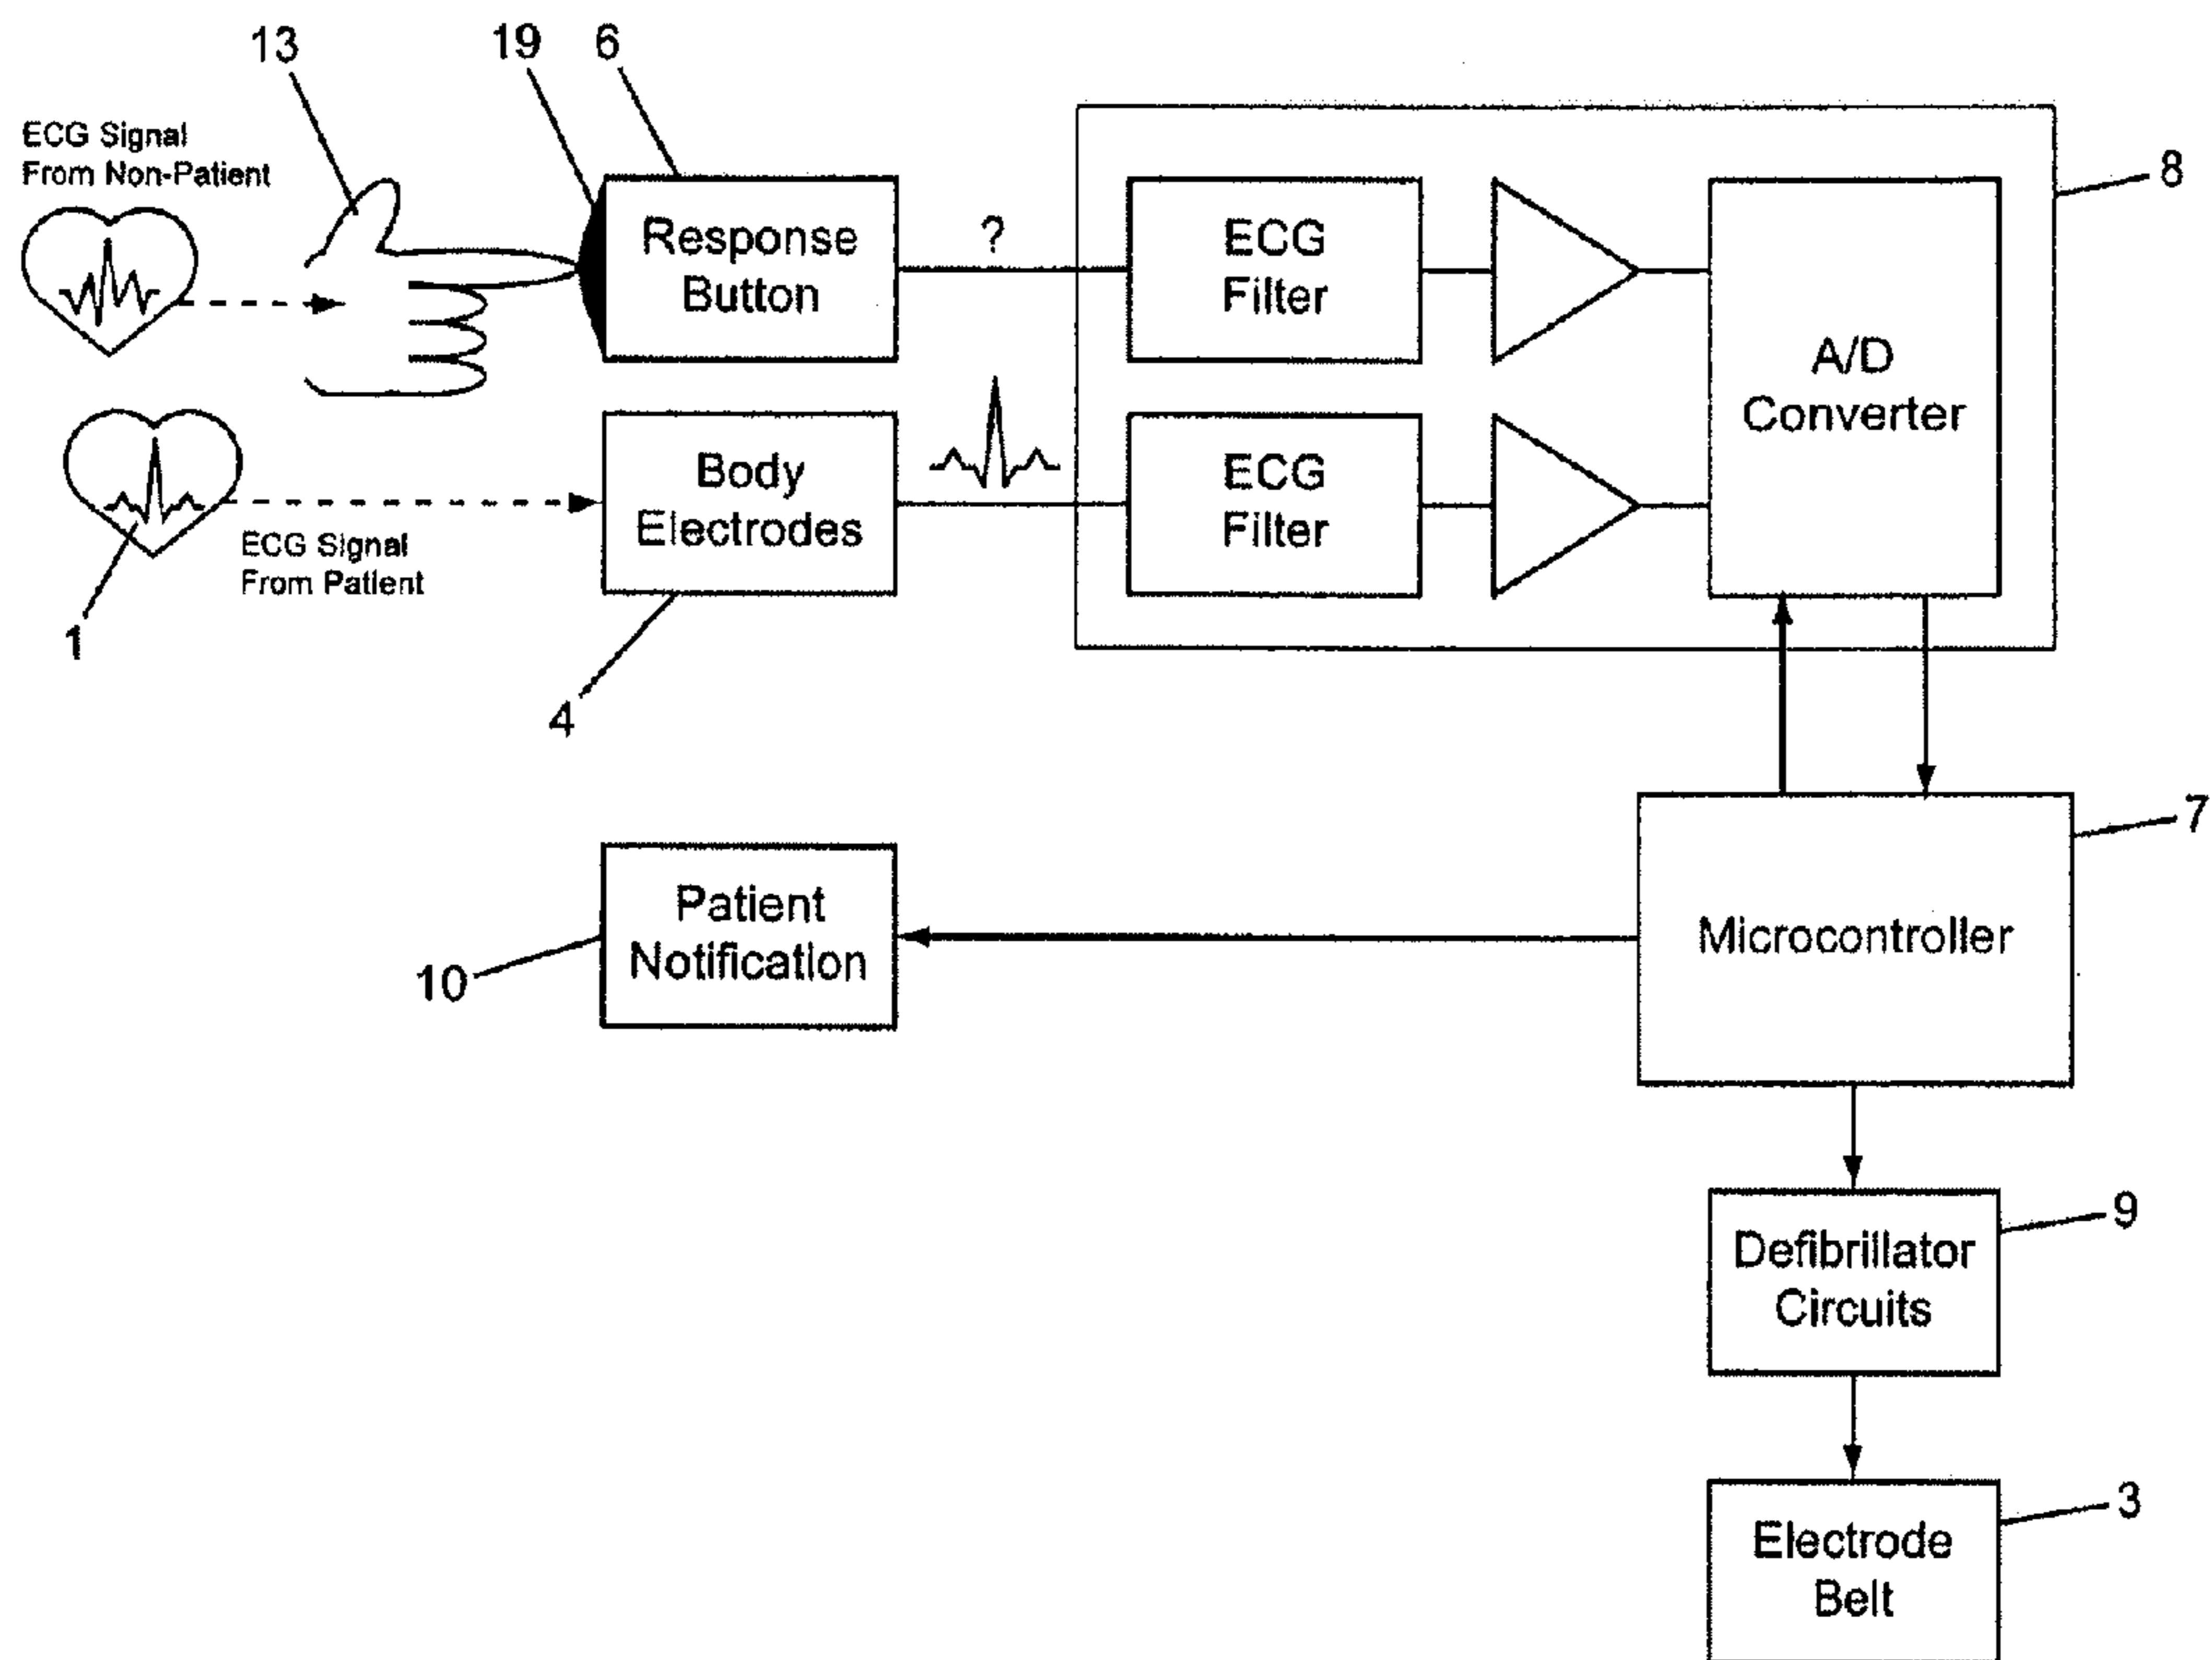 13
19
6
ECG Signal
From Non-Patient
8
Response
Button
?
ECG
Filter
A/D
Converter
Body
Electrodes
ECG
Filter
ECG Signal
From Patient
1
4
7
Patient
Notification
Microcontroller
10
9
Defibrillator
Circuits
3
Electrode
Belt